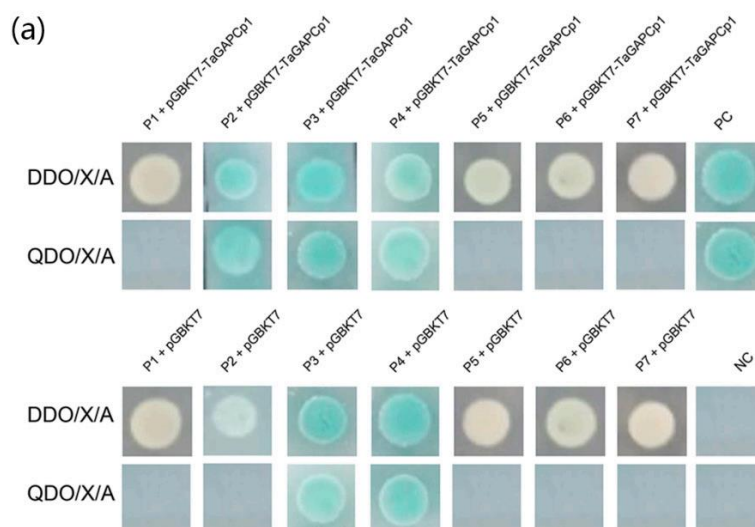 (a)
P1 + pGBKT7-TaGAPCp1
P2 + pGBKT7-TaGAPCp1
P3 + pGBKT7-TaGAPCp1
P4 + pGBKT7-TaGAPCp1
P5 + pGBKT7-TaGAPCp1
P6 + pGBKT7-TaGAPCp1
P7 + pGBKT7-TaGAPCp1
PC
DDO/X/A
QDO/X/A
P1 + pGBKT7
P2 + pGBKT7
P3 + pGBKT7
P4 + pGBKT7
P5 + pGBKT7
P6 + pGBKT7
P7 + pGBKT7
NC
DDO/X/A
QDO/X/A